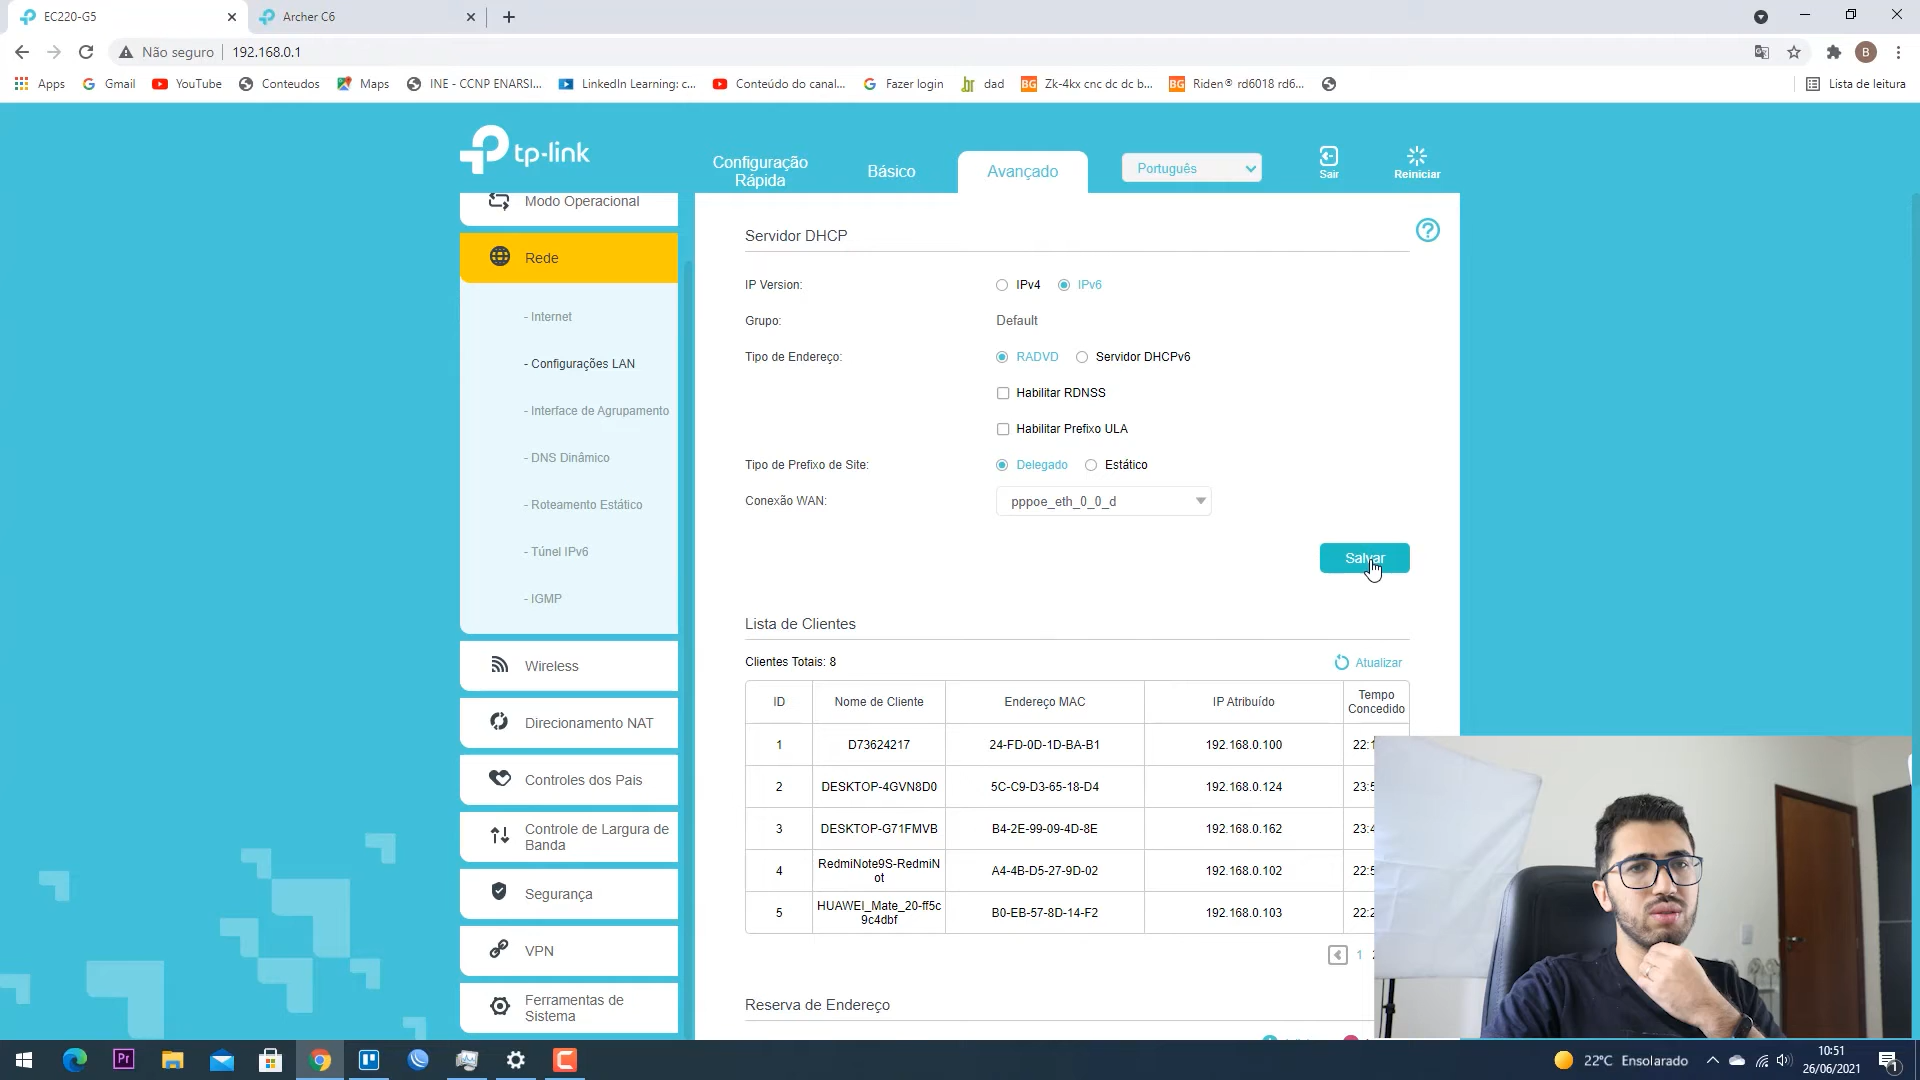 EC220-G5
Archer C6
Não seguro
192.168.0.1
Apps
Gmail
YouTube
Conteudos
Maps
INE - CCNP ENARSI...
LinkedIn Learning: c...
Conteúdo do canal...
Fazer login
dad
Zk-4kx cnc dc dc b...
Riden® rd6018 rd6...
Lista de leitura
tp-link
Configuração
Rápida
Básico
Avançado
Português
Sair
Reiniciar
Modo Operacional
Rede
- Internet
- Configurações LAN
- Interface de Agrupamento
- DNS Dinâmico
- Roteamento Estático
- Túnel IPv6
- IGMP
Wireless
Direcionamento NAT
Controles dos Pais
Controle de Largura de
Banda
Segurança
VPN
Ferramentas de
Sistema
Servidor DHCP
IP Version:
IPv4
IPv6
Grupo:
Default
Tipo de Endereço:
RADVD
Servidor DHCPv6
Habilitar RDNSS
Habilitar Prefixo ULA
Tipo de Prefixo de Site:
Delegado
Estático
Conexão WAN:
pppoe_eth_0_0_d
Salvar
Lista de Clientes
Clientes Totais: 8
Atualizar
ID
Nome de Cliente
Endereço MAC
IP Atribuído
Tempo
Concedido
1
D73624217
24-FD-0D-1D-BA-B1
192.168.0.100
2
DESKTOP-4GVN8D0
5C-C9-D3-65-18-D4
192.168.0.124
3
DESKTOP-G71FMVB
B4-2E-99-09-4D-8E
192.168.0.162
4
RedmiNote9S-RedmiN
ot
A4-4B-D5-27-9D-02
192.168.0.102
5
HUAWEI_Mate_20-ff5c
9c4dbf
B0-EB-57-8D-14-F2
192.168.0.103
1
Reserva de Endereço
22°C Ensolarado
10:51
26/06/2021